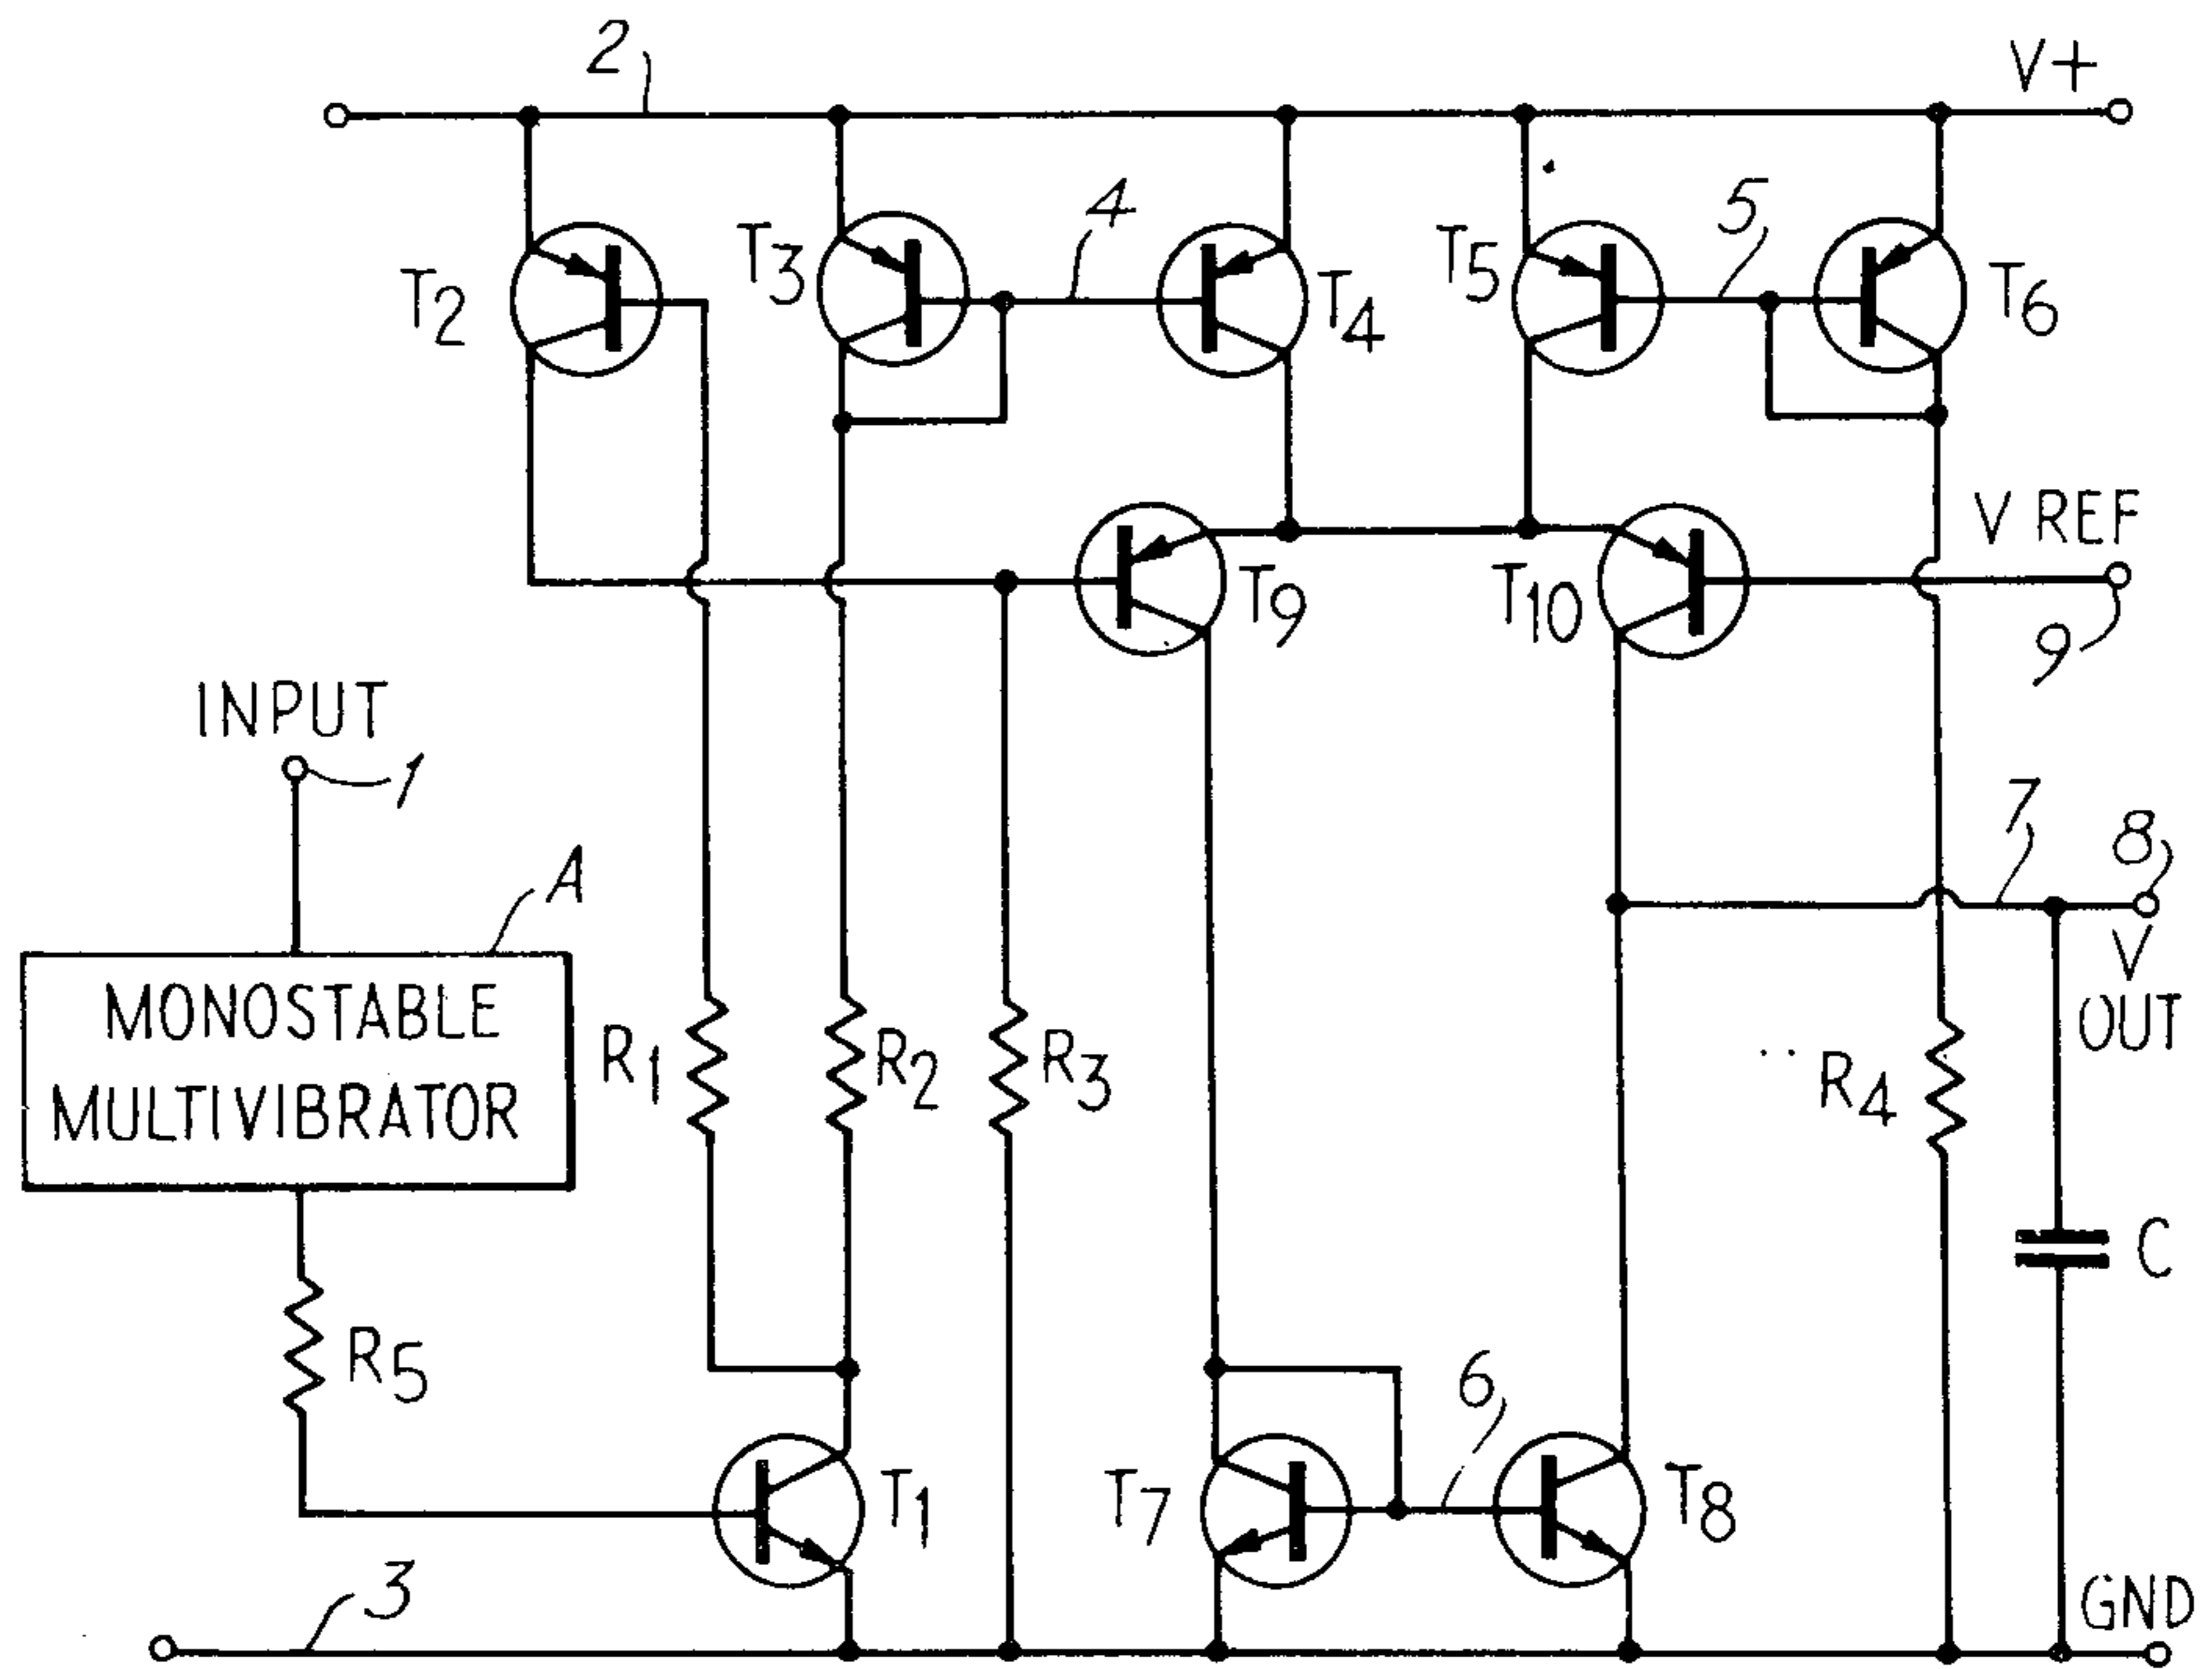 2
V+
4
5
T3
T5
T2
T4
T6
V REF
T9
T10
9
INPUT
1
7
8
A
V
OUT
MONOSTABLE
MULTIVIBRATOR
R1
R2
R3
R4
C
R5
6
T1
T7
T8
3
GND